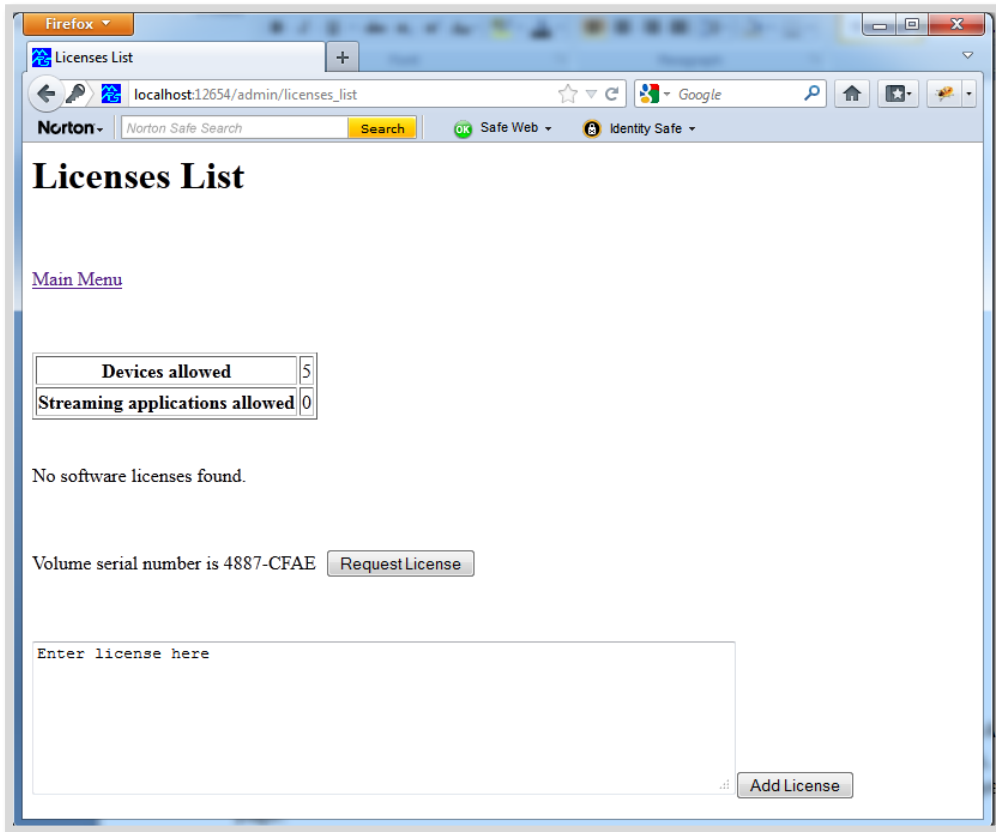 Firefox
Licenses List
localhost:12654/admin/licenses_list
Google
Norton
Norton Safe Search
Search
OK
Safe Web
Identity Safe
Licenses List
Main Menu
Devices allowed 5
Streaming applications allowed 0
No software licenses found.
Volume serial number is 4887-CFAE Request License
Enter license here
Add License